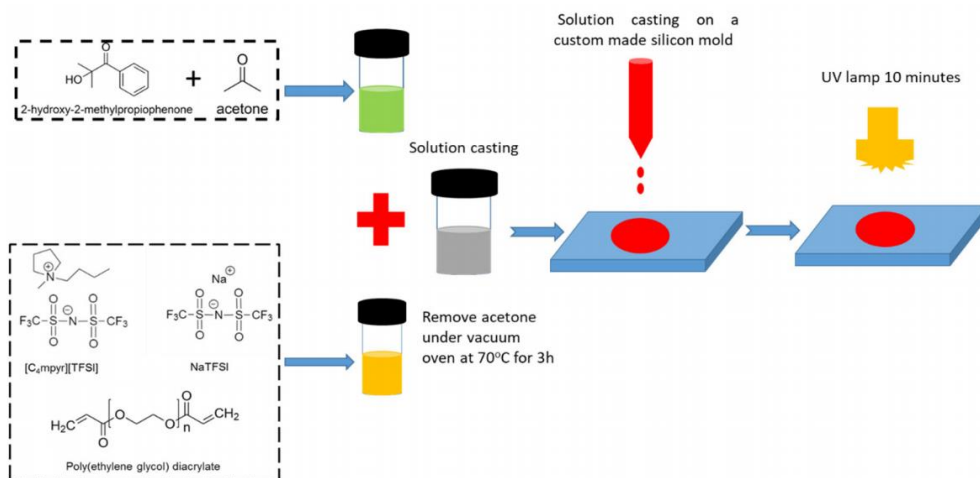 O
HO
+
O
2-hydroxy-2-methylpropiophenone
acetone
Solution casting on a
custom made silicon mold
UV lamp 10 minutes
Solution casting
N
⊕
Na⊕
O O
F₃C-S-N-S-CF₃
⊖
O O
O O
F₃C-S-N-S-CF₃
⊖
O O
[C₄mpyr][TFSI]
NaTFSI
Remove acetone
under vacuum
oven at 70°C for 3h
H₂C
O
O
O
n
O
CH₂
Poly(ethylene glycol) diacrylate